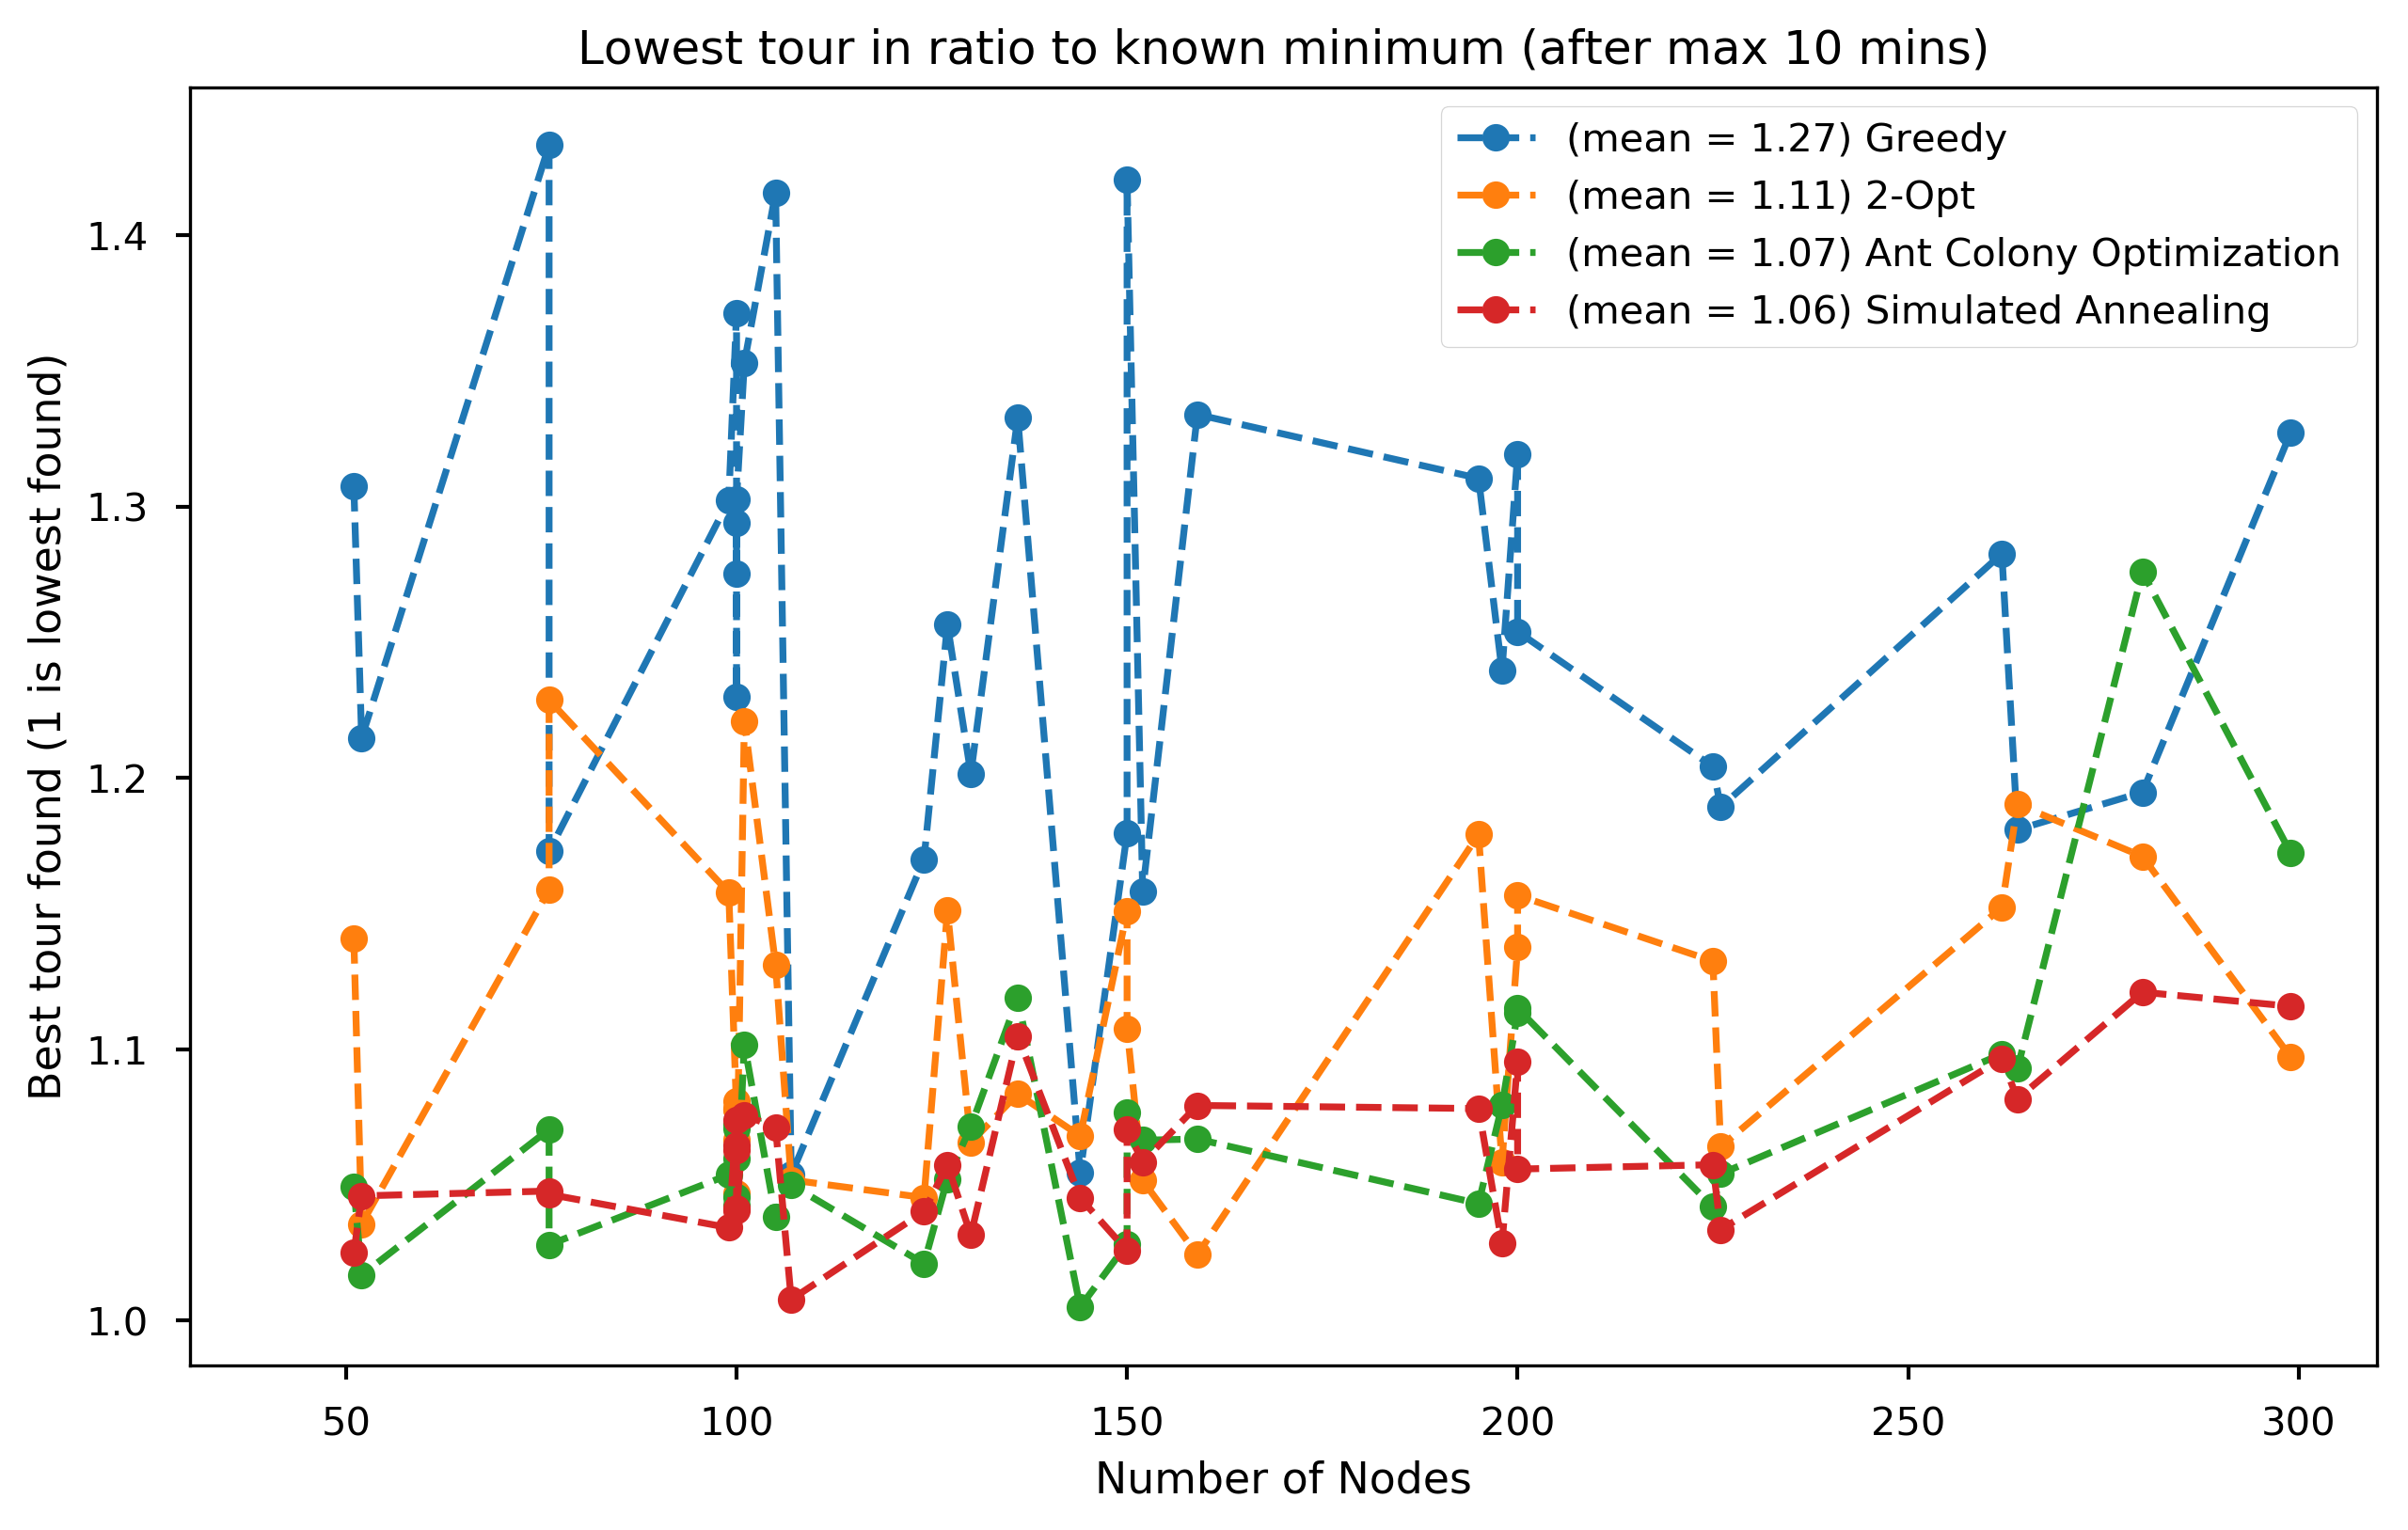 Lowest tour in ratio to known minimum (after max 10 mins)
(mean = 1.27) Greedy
(mean = 1.11) 2-Opt
(mean = 1.07) Ant Colony Optimization
(mean = 1.06) Simulated Annealing
Best tour found (1 is lowest found)
1.4
1.3
1.2
1.1
1.0
50 100 150 200 250 300
Number of Nodes